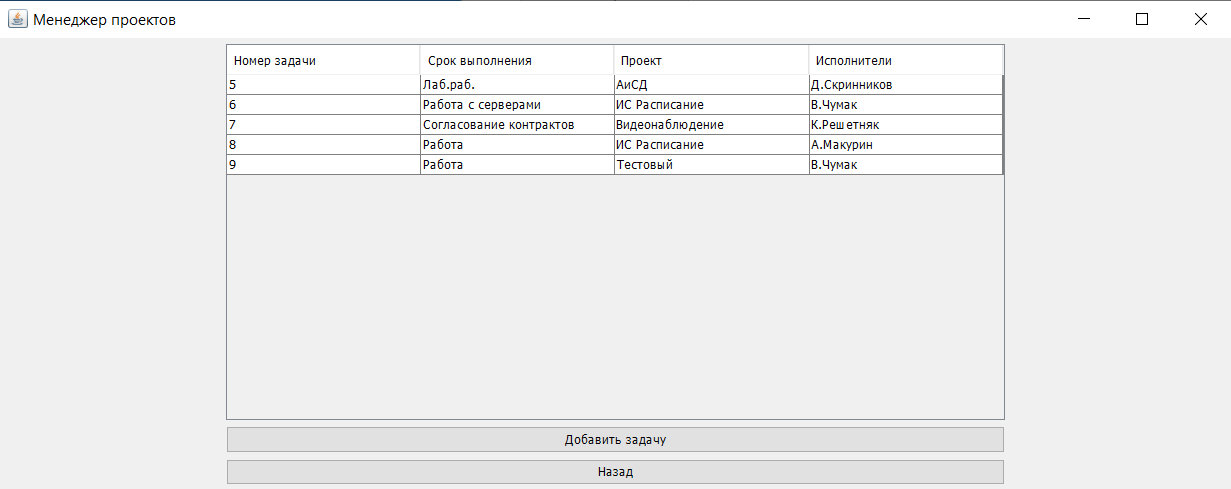 Менеджер проектов
Номер задачи Срок выполнения Проект Исполнители
5 Лаб.раб. АиСД Д.Скринников
6 Работа с серверами ИС Расписание В.Чумак
7 Согласование контрактов Видеонаблюдение К.Решетняк
8 Работа ИС Расписание А.Макурин
9 Работа Тестовый В.Чумак
Добавить задачу
Назад